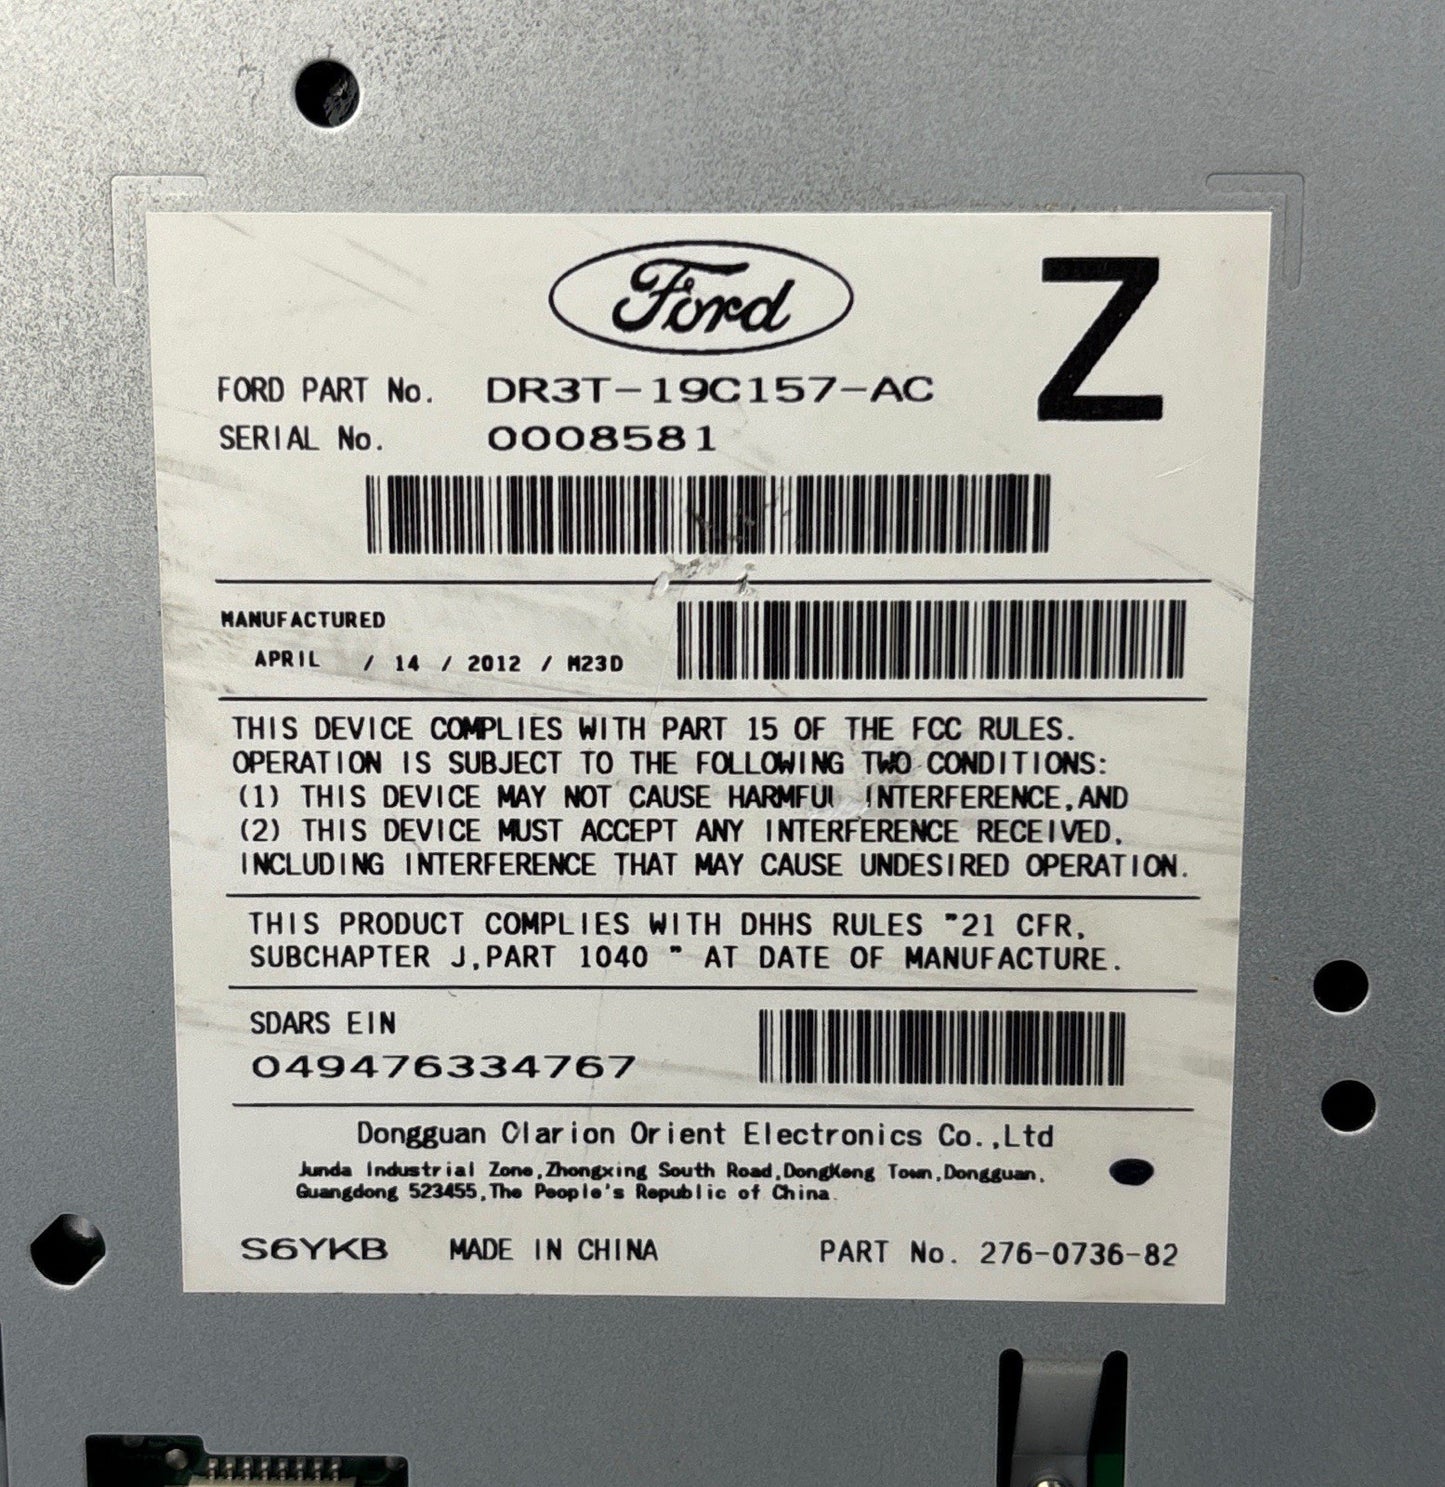 Ford
Z
FORD PART No. DR3T-19C157-AC
SERIAL No. 0008581
MANUFACTURED
APRIL / 14 / 2012 / M23D
THIS DEVICE COMPLIES WITH PART 15 OF THE FCC RULES.
OPERATION IS SUBJECT TO THE FOLLOWING TWO CONDITIONS:
(1) THIS DEVICE MAY NOT CAUSE HARMFUL INTERFERENCE,AND
(2) THIS DEVICE MUST ACCEPT ANY INTERFERENCE RECEIVED,
INCLUDING INTERFERENCE THAT MAY CAUSE UNDESIRED OPERATION.
THIS PRODUCT COMPLIES WITH DHHS RULES "21 CFR,
SUBCHAPTER J,PART 1040 " AT DATE OF MANUFACTURE.
SDARS EIN
049476334767
Dongguan Clarion Orient Electronics Co.,Ltd
Junda Industrial Zone,Zhongxing South Road,DongKeng Town,Dongguan,
Guangdong 523455,The People's Republic of China.
S6YKB MADE IN CHINA PART No. 276-0736-82